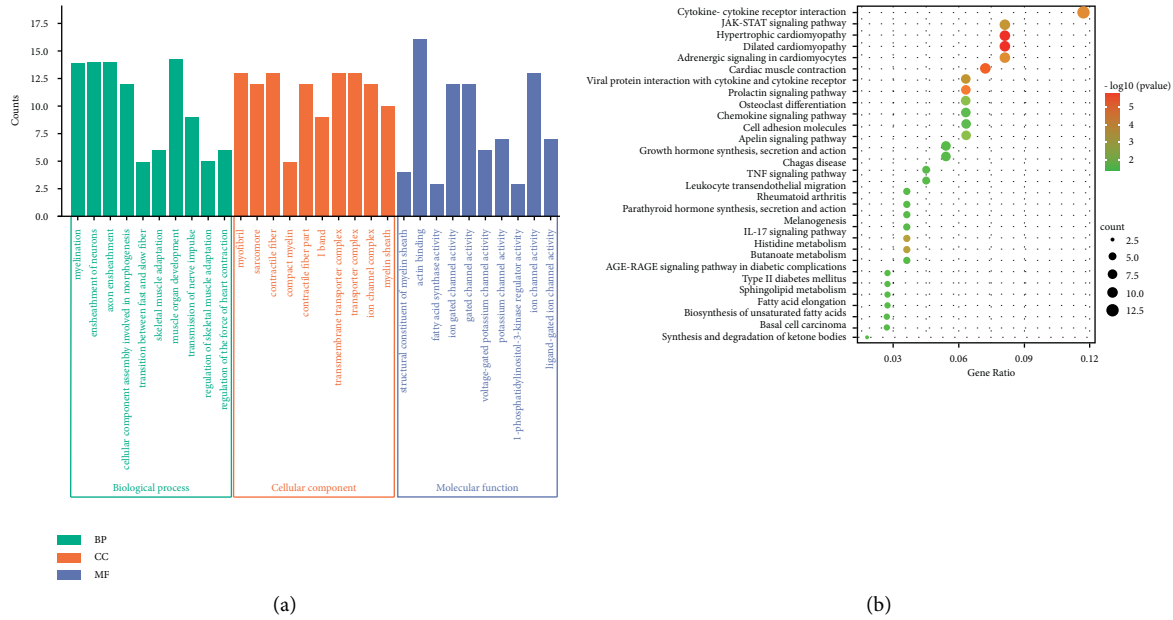 17.5
15.0
12.5
10.0
7.5
5.0
2.5
0.0
Counts
myelination
ensheathment of neurons
axon ensheathment
cellular component assembly involved in morphogenesis
transition between fast and slow fiber
skeletal muscle adaptation
muscle organ development
transmission of nerve impulse
regulation of skeletal muscle adaptation
regulation of the force of heart contraction
myofibril
sarcomore
contractile fiber
compact myelin
contractile fiber part
I band
transmembrane transporter complex
transporter complex
ion channel complex
myelin sheath
structural constituent of myelin sheath
actin binding
fatty acid synthase activity
ion gated channel activity
gated channel activity
voltage-gated potassium channel activity
potassium channel activity
1-phosphatidylinositol-3-kinase regulator activity
ion channel activity
ligand-gated ion channel activity
Biological process
Cellular component
Molecular function
BP
CC
MF
(a)
Cytokine- cytokine receptor interaction
JAK-STAT signaling pathway
Hypertrophic cardiomyopathy
Dilated cardiomyopathy
Adrenergic signaling in cardiomyocytes
Cardiac muscle contraction
Viral protein interaction with cytokine and cytokine receptor
Prolactin signaling pathway
Osteoclast differentiation
Chemokine signaling pathway
Cell adhesion molecules
Apelin signaling pathway
Growth hormone synthesis, secretion and action
Chagas disease
TNF signaling pathway
Leukocyte transendothelial migration
Rheumatoid arthritis
Parathyroid hormone synthesis, secretion and action
Melanogenesis
IL-17 signaling pathway
Histidine metabolism
Butanoate metabolism
AGE-RAGE signaling pathway in diabetic complications
Type II diabetes mellitus
Sphingolipid metabolism
Fatty acid elongation
Biosynthesis of unsaturated fatty acids
Basal cell carcinoma
Synthesis and degradation of ketone bodies
0.03
0.06
0.09
0.12
Gene Ratio
- log10 (pvalue)
5
4
3
2
count
2.5
5.0
7.5
10.0
12.5
(b)